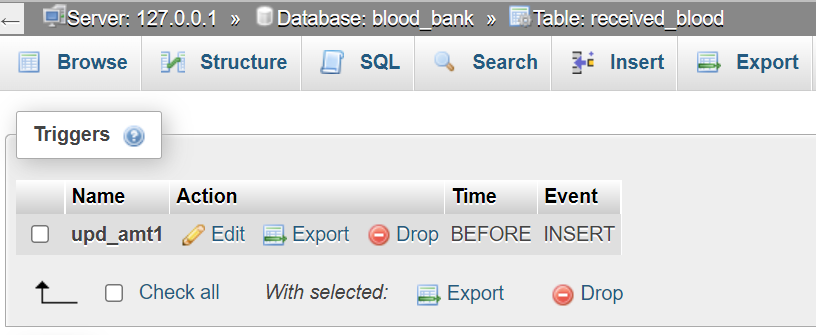 ← Server: 127.0.0.1 » Database: blood_bank » Table: received_blood
Browse Structure SQL Search Insert Export
Triggers
Name Action Time Event
upd_amt1 Edit Export Drop BEFORE INSERT
Check all With selected: Export Drop